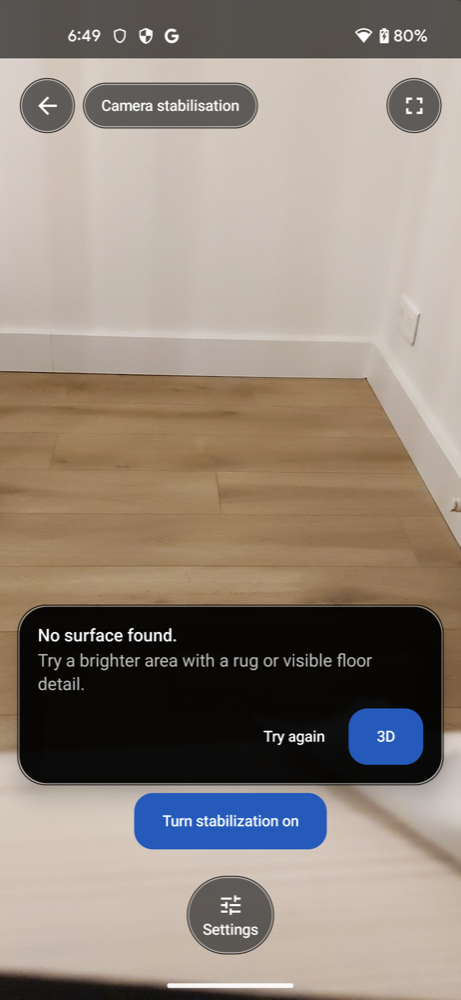 6:49
80%
Camera stabilisation
No surface found.
Try a brighter area with a rug or visible floor
detail.
Try again
3D
Turn stabilization on
Settings